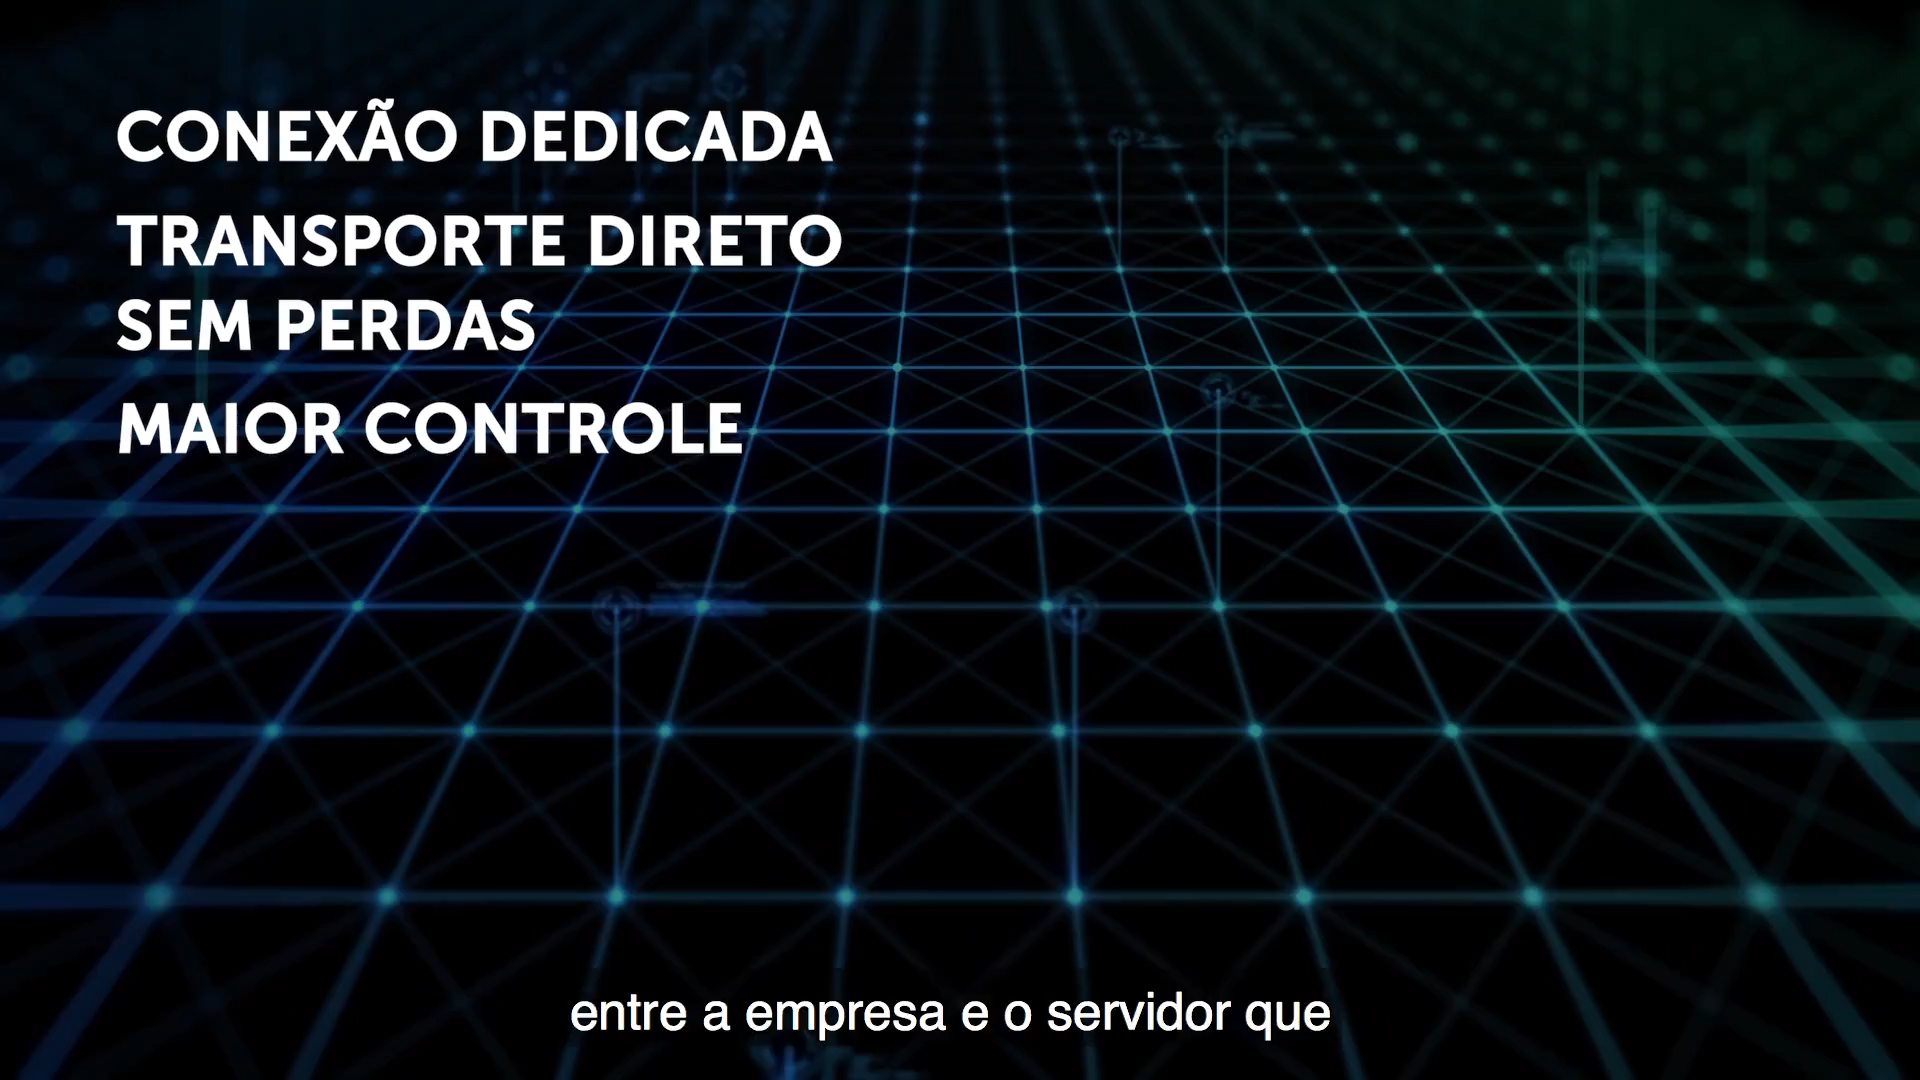 CONEXÃO DEDICADA
TRANSPORTE DIRETO
SEM PERDAS
MAIOR CONTROLE
entre a empresa e o servidor que